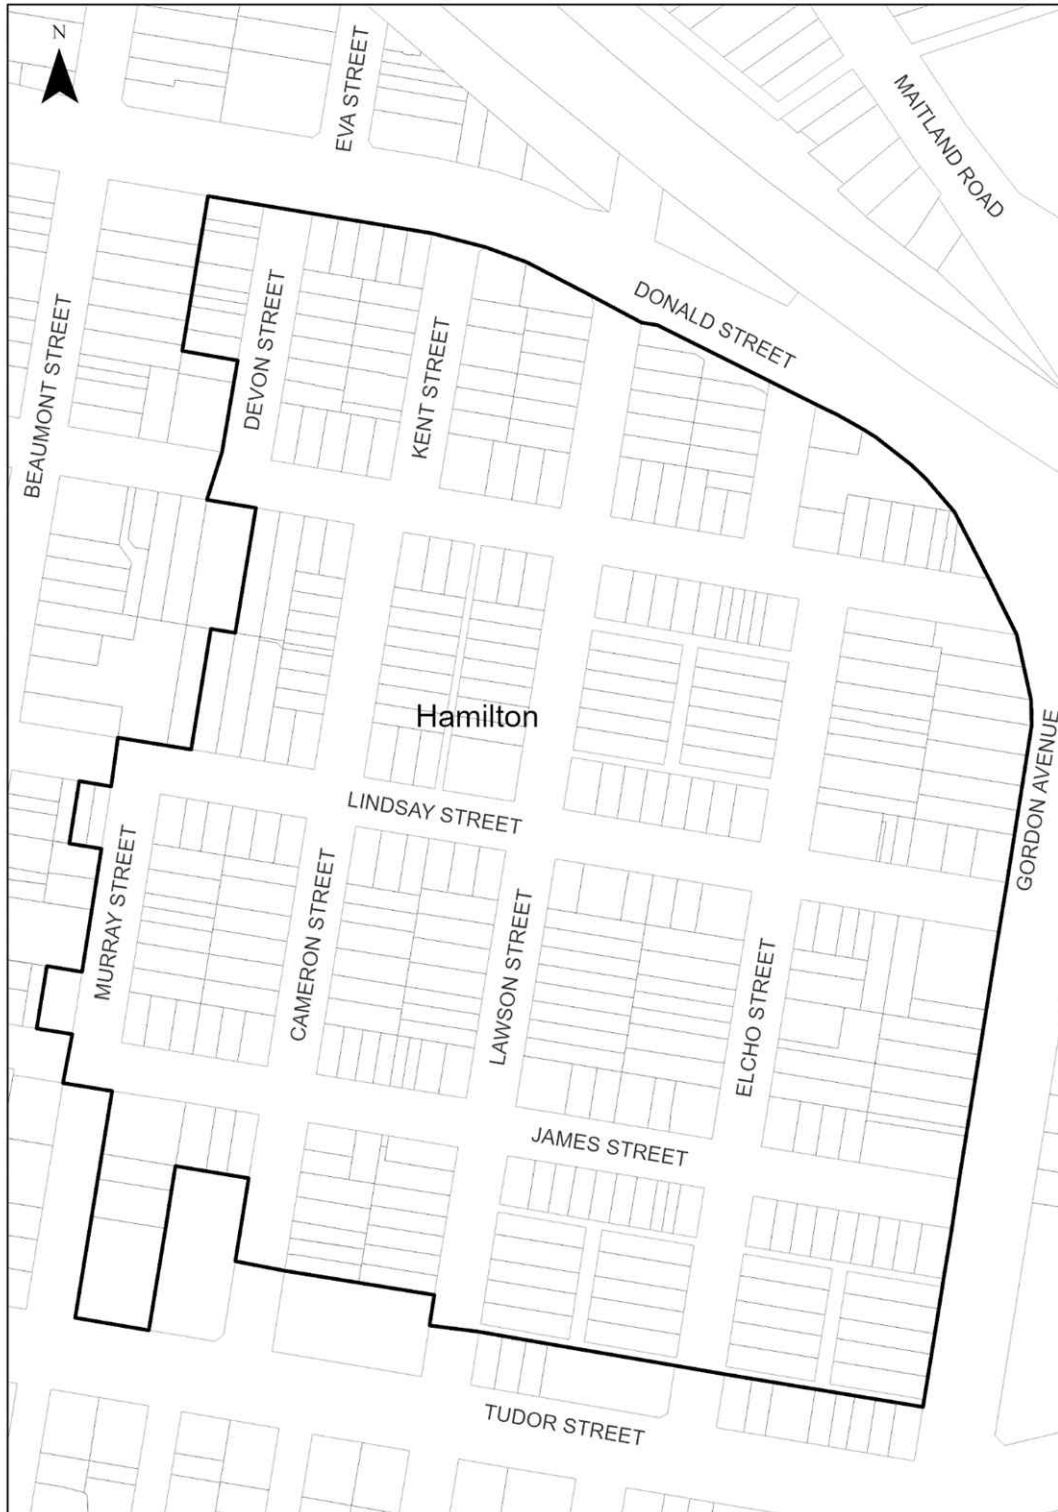 N
EVA STREET
MAITLAND ROAD
DONALD STREET
DEVON STREET
KENT STREET
BEAUMONT STREET
Hamilton
GORDON AVENUE
LINDSAY STREET
MURRAY STREET
CAMERON STREET
LAWSON STREET
ELCHO STREET
JAMES STREET
TUDOR STREET